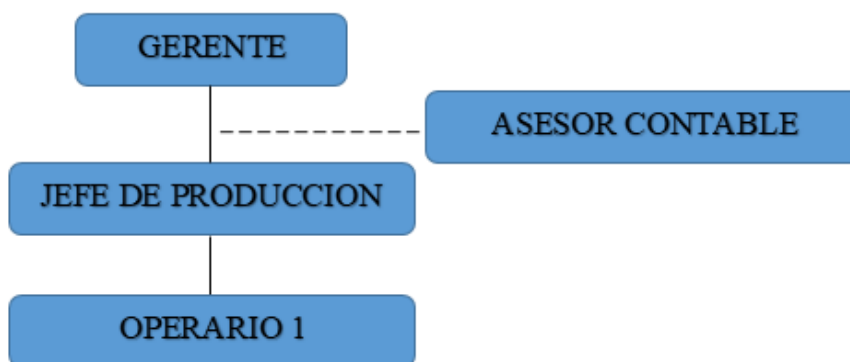 GERENTE
ASESOR CONTABLE
JEFE DE PRODUCCION
OPERARIO 1